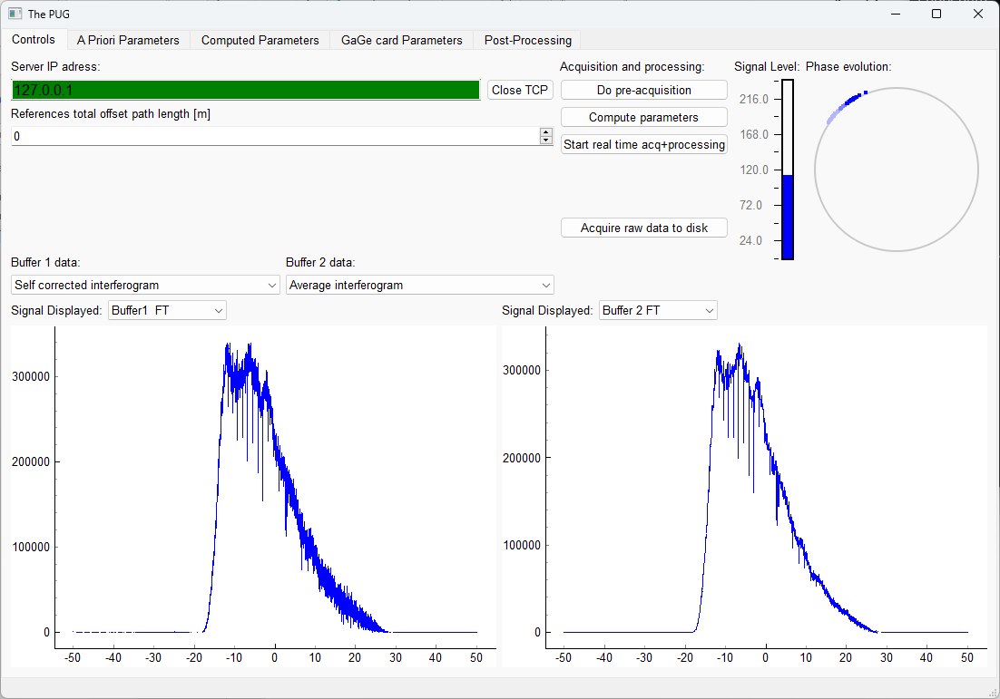 The PUG
Controls A Priori Parameters Computed Parameters GaGe card Parameters Post-Processing
Server IP adress: Acquisition and processing: Signal Level: Phase evolution:
127.0.0.1 Close TCP Do pre-acquisition 216.0
References total offset path length [m] Compute parameters
0 Start real time acq+processing 168.0
120.0
72.0
Acquire raw data to disk 24.0
Buffer 1 data: Buffer 2 data:
Self corrected interferogram Average interferogram
Signal Displayed: Buffer1 FT Signal Displayed: Buffer 2 FT
300000 300000
200000 200000
100000 100000
0 0
-50 -40 -30 -20 -10 0 10 20 30 40 50 -50 -40 -30 -20 -10 0 10 20 30 40 50